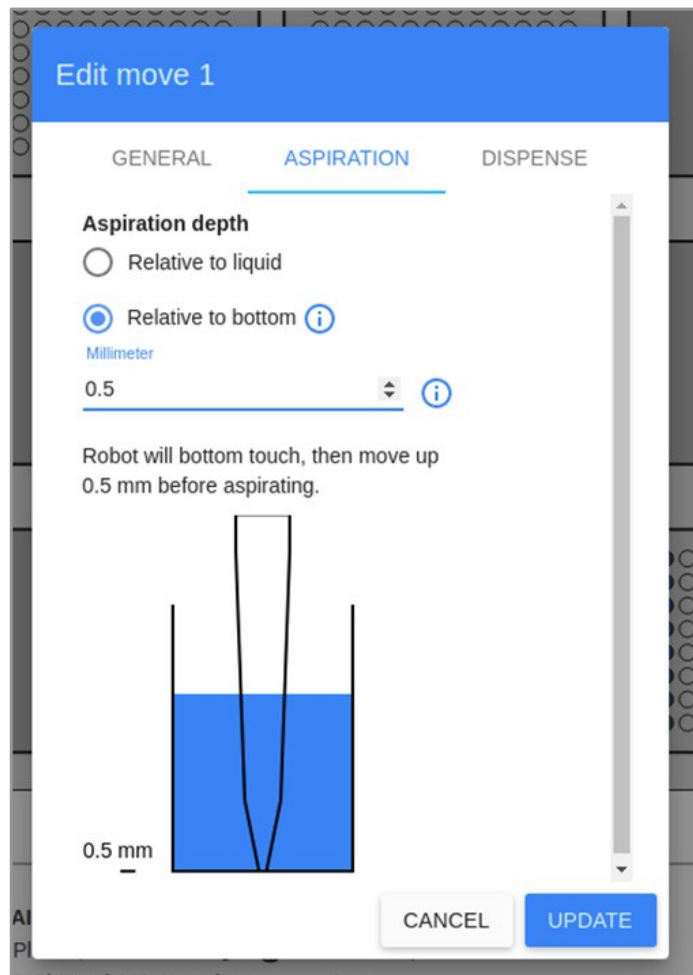 Edit move 1
GENERAL ASPIRATION DISPENSE
Aspiration depth
Relative to liquid
Relative to bottom
Millimeter
0.5
Robot will bottom touch, then move up
0.5 mm before aspirating.
0.5 mm
CANCEL UPDATE